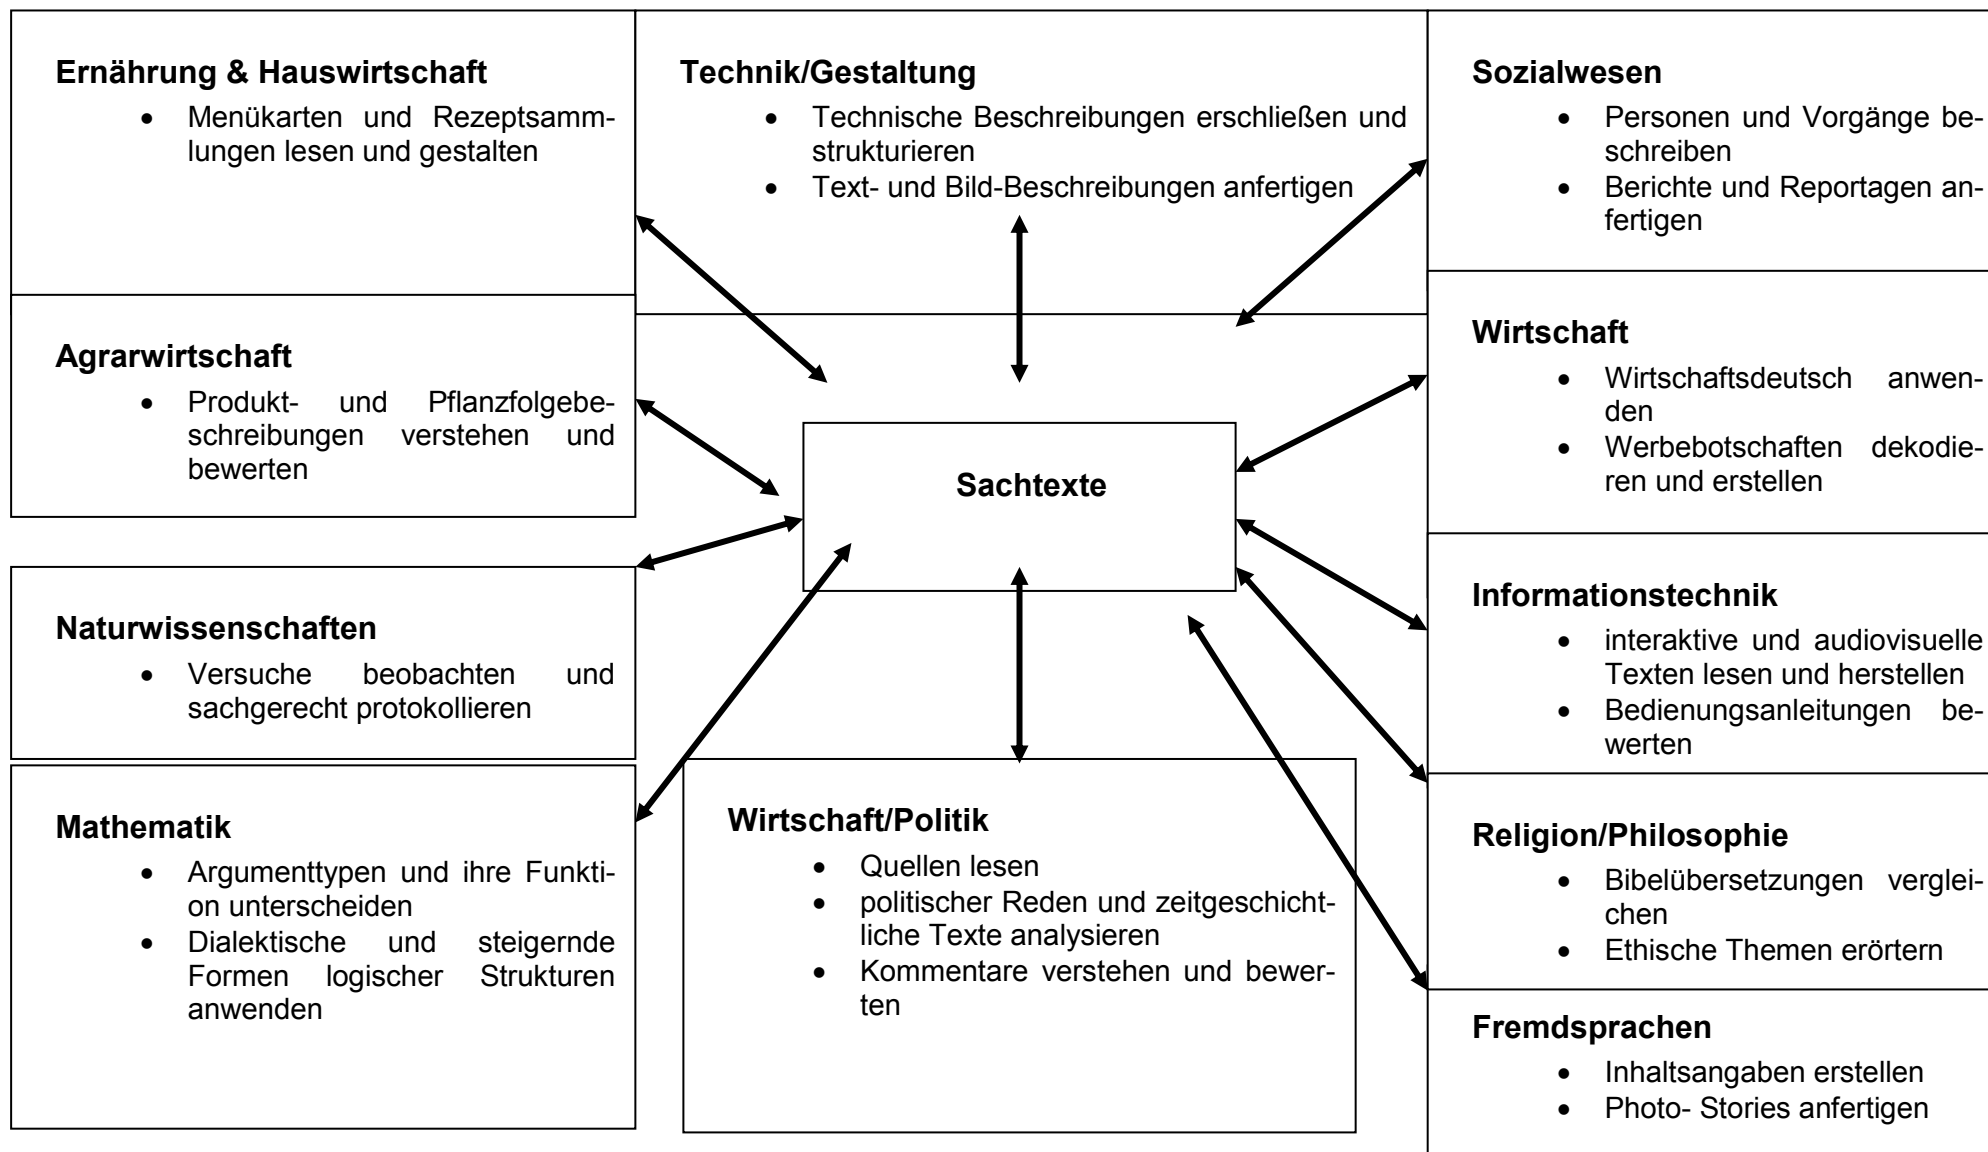 Ernährung & Hauswirtschaft
• Menükarten und Rezeptsamm-
lungen lesen und gestalten
Technik/Gestaltung
• Technische Beschreibungen erschließen und
strukturieren
• Text- und Bild-Beschreibungen anfertigen
Sozialwesen
• Personen und Vorgänge be-
schreiben
• Berichte und Reportagen an-
fertigen
Agrarwirtschaft
• Produkt- und Pflanzfolgebe-
schreibungen verstehen und
bewerten
Sachtexte
Wirtschaft
• Wirtschaftsdeutsch anwen-
den
• Werbebotschaften dekodie-
ren und erstellen
Naturwissenschaften
• Versuche beobachten und
sachgerecht protokollieren
Informationstechnik
• interaktive und audiovisuelle
Texten lesen und herstellen
• Bedienungsanleitungen be-
werten
Mathematik
• Argumenttypen und ihre Funkti-
on unterscheiden
• Dialektische und steigernde
Formen logischer Strukturen
anwenden
Wirtschaft/Politik
• Quellen lesen
• politischer Reden und zeitgeschicht-
liche Texte analysieren
• Kommentare verstehen und bewer-
ten
Religion/Philosophie
• Bibelübersetzungen verglei-
chen
• Ethische Themen erörtern
Fremdsprachen
• Inhaltsangaben erstellen
• Photo- Stories anfertigen